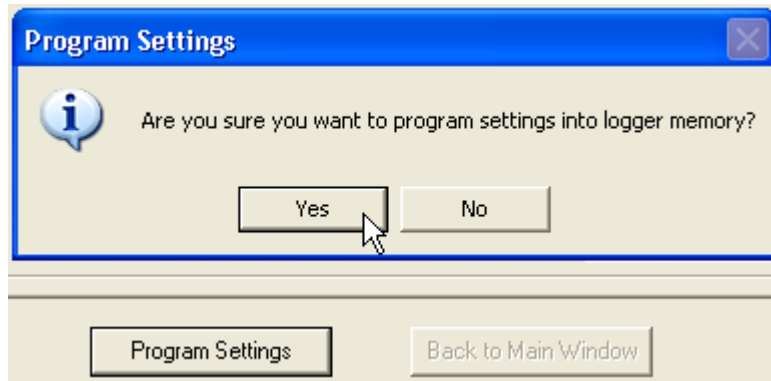 Program Settings
Are you sure you want to program settings into logger memory?
Yes No
Program Settings Back to Main Window